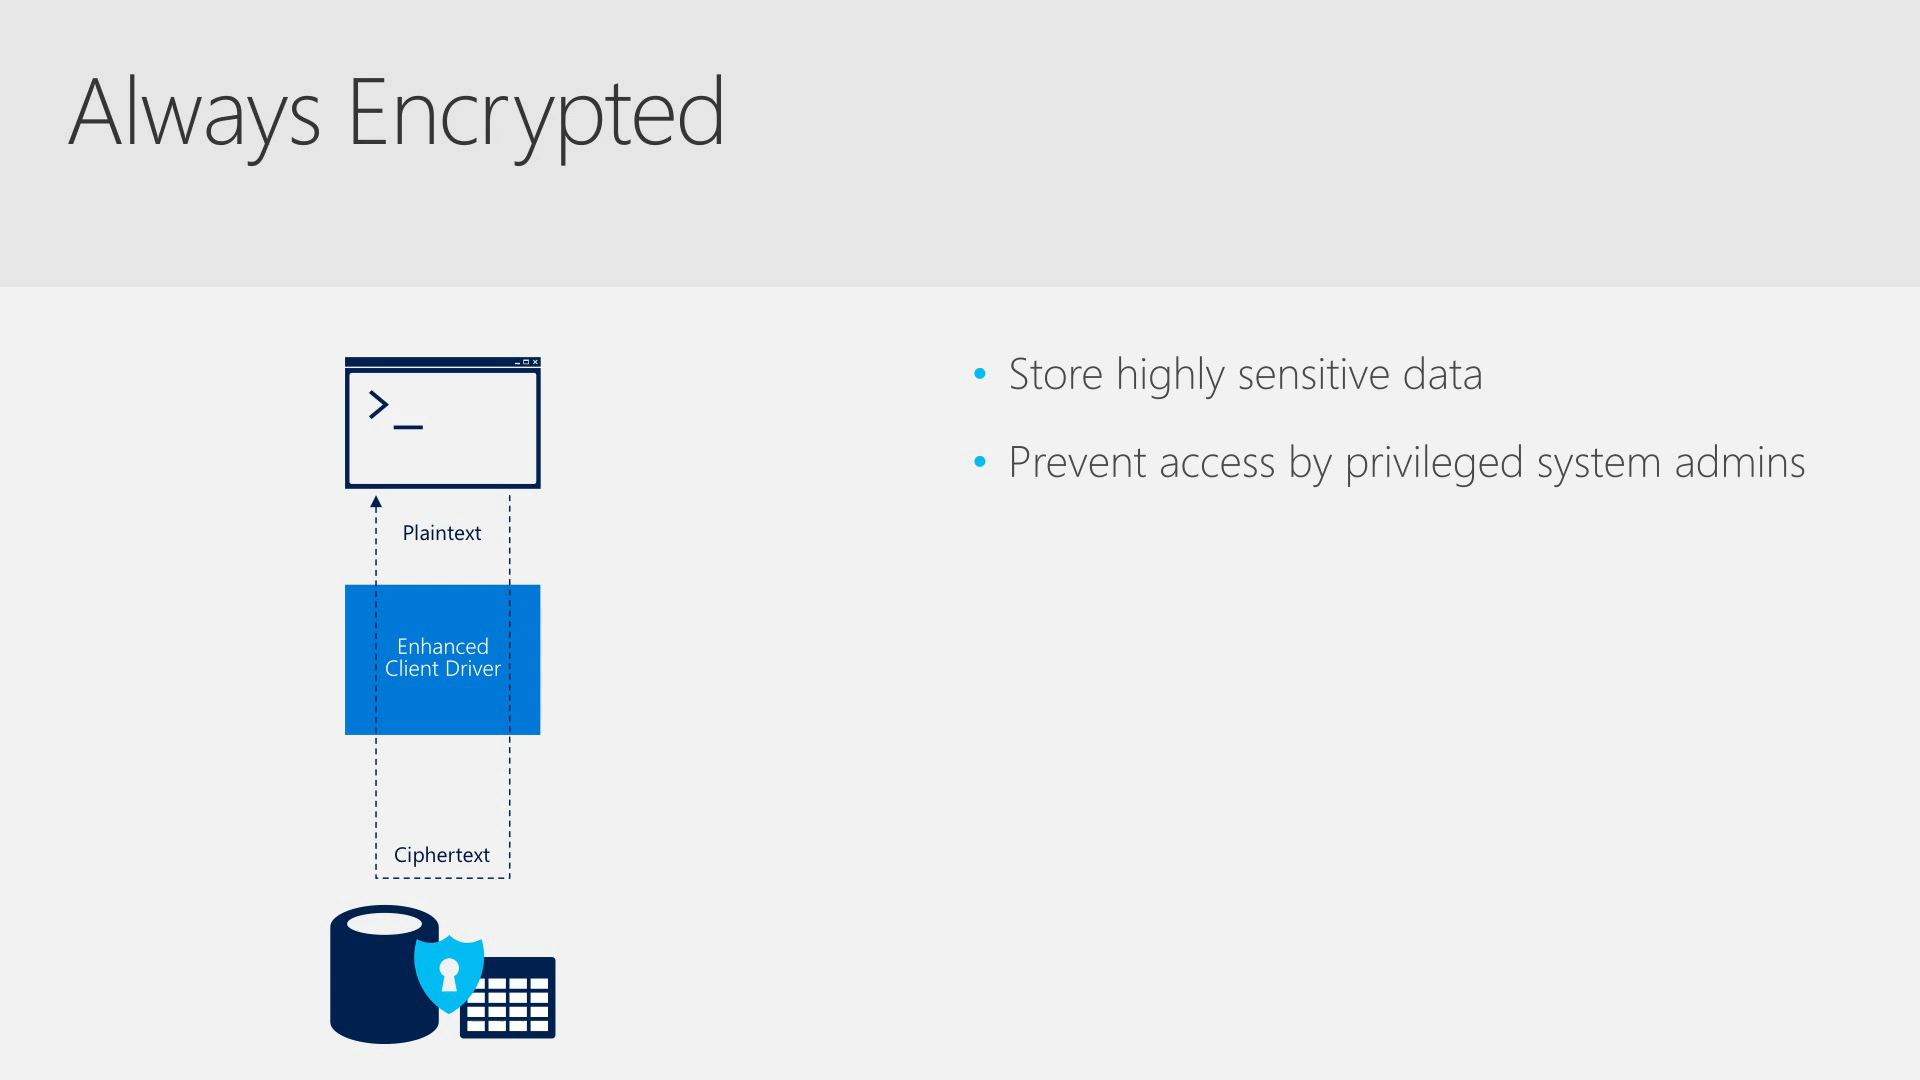 Always Encrypted
>_
Plaintext
Enhanced
Client Driver
Ciphertext
• Store highly sensitive data
• Prevent access by privileged system admins